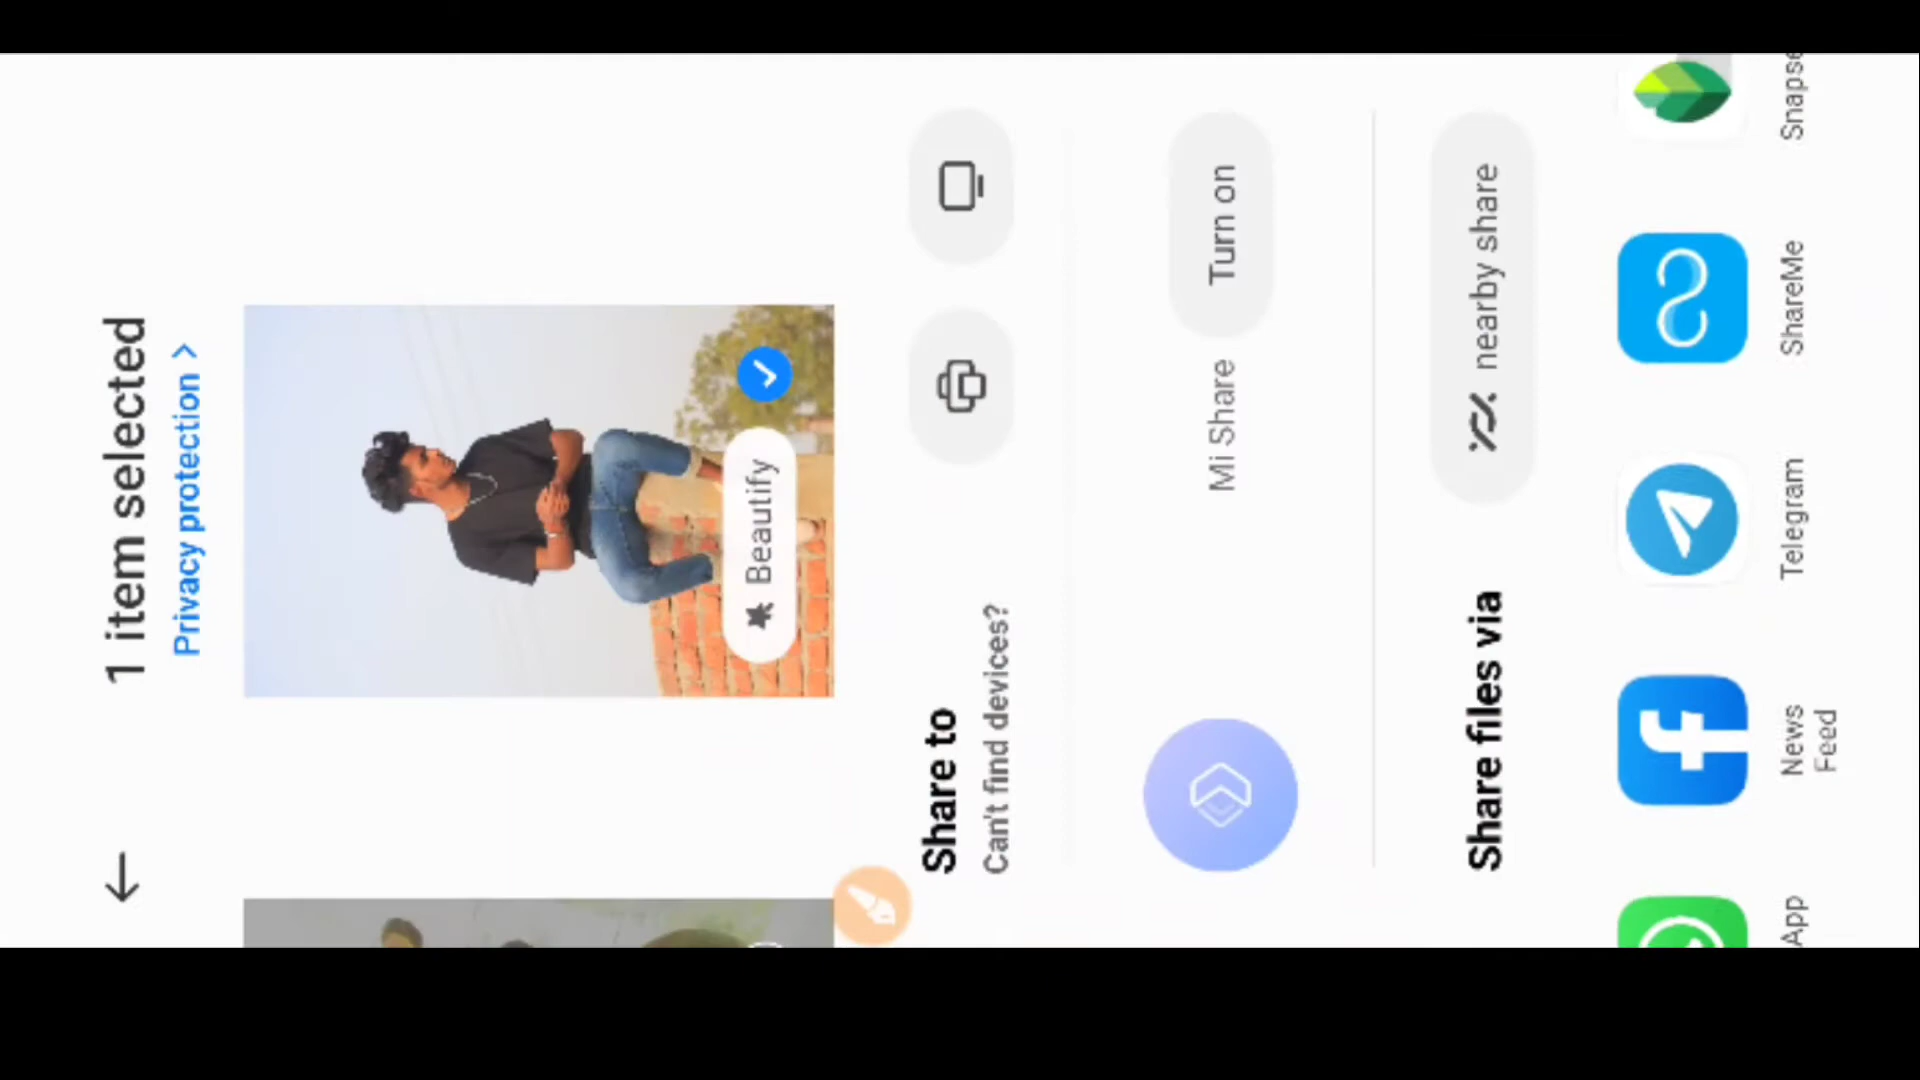 1 item selected
Privacy protection >
Beautify
Share to
Can't find devices?
Mi Share
Turn on
Share files via
nearby share
App
News
Feed
Telegram
ShareMe
Snapse